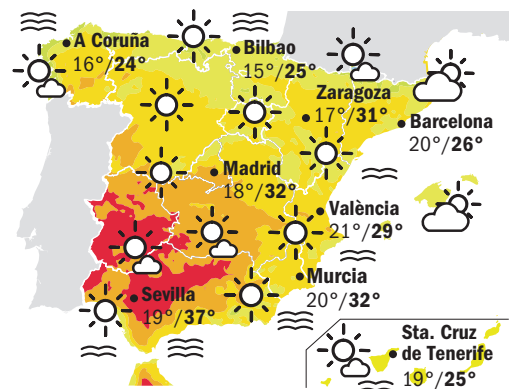 A Coruña
16°/24°
Bilbao
15°/25°
Zaragoza
17°/31°
Barcelona
20°/26°
Madrid
18°/32°
València
21°/29°
Murcia
20°/32°
Sevilla
19°/37°
Sta. Cruz
de Tenerife
19°/25°